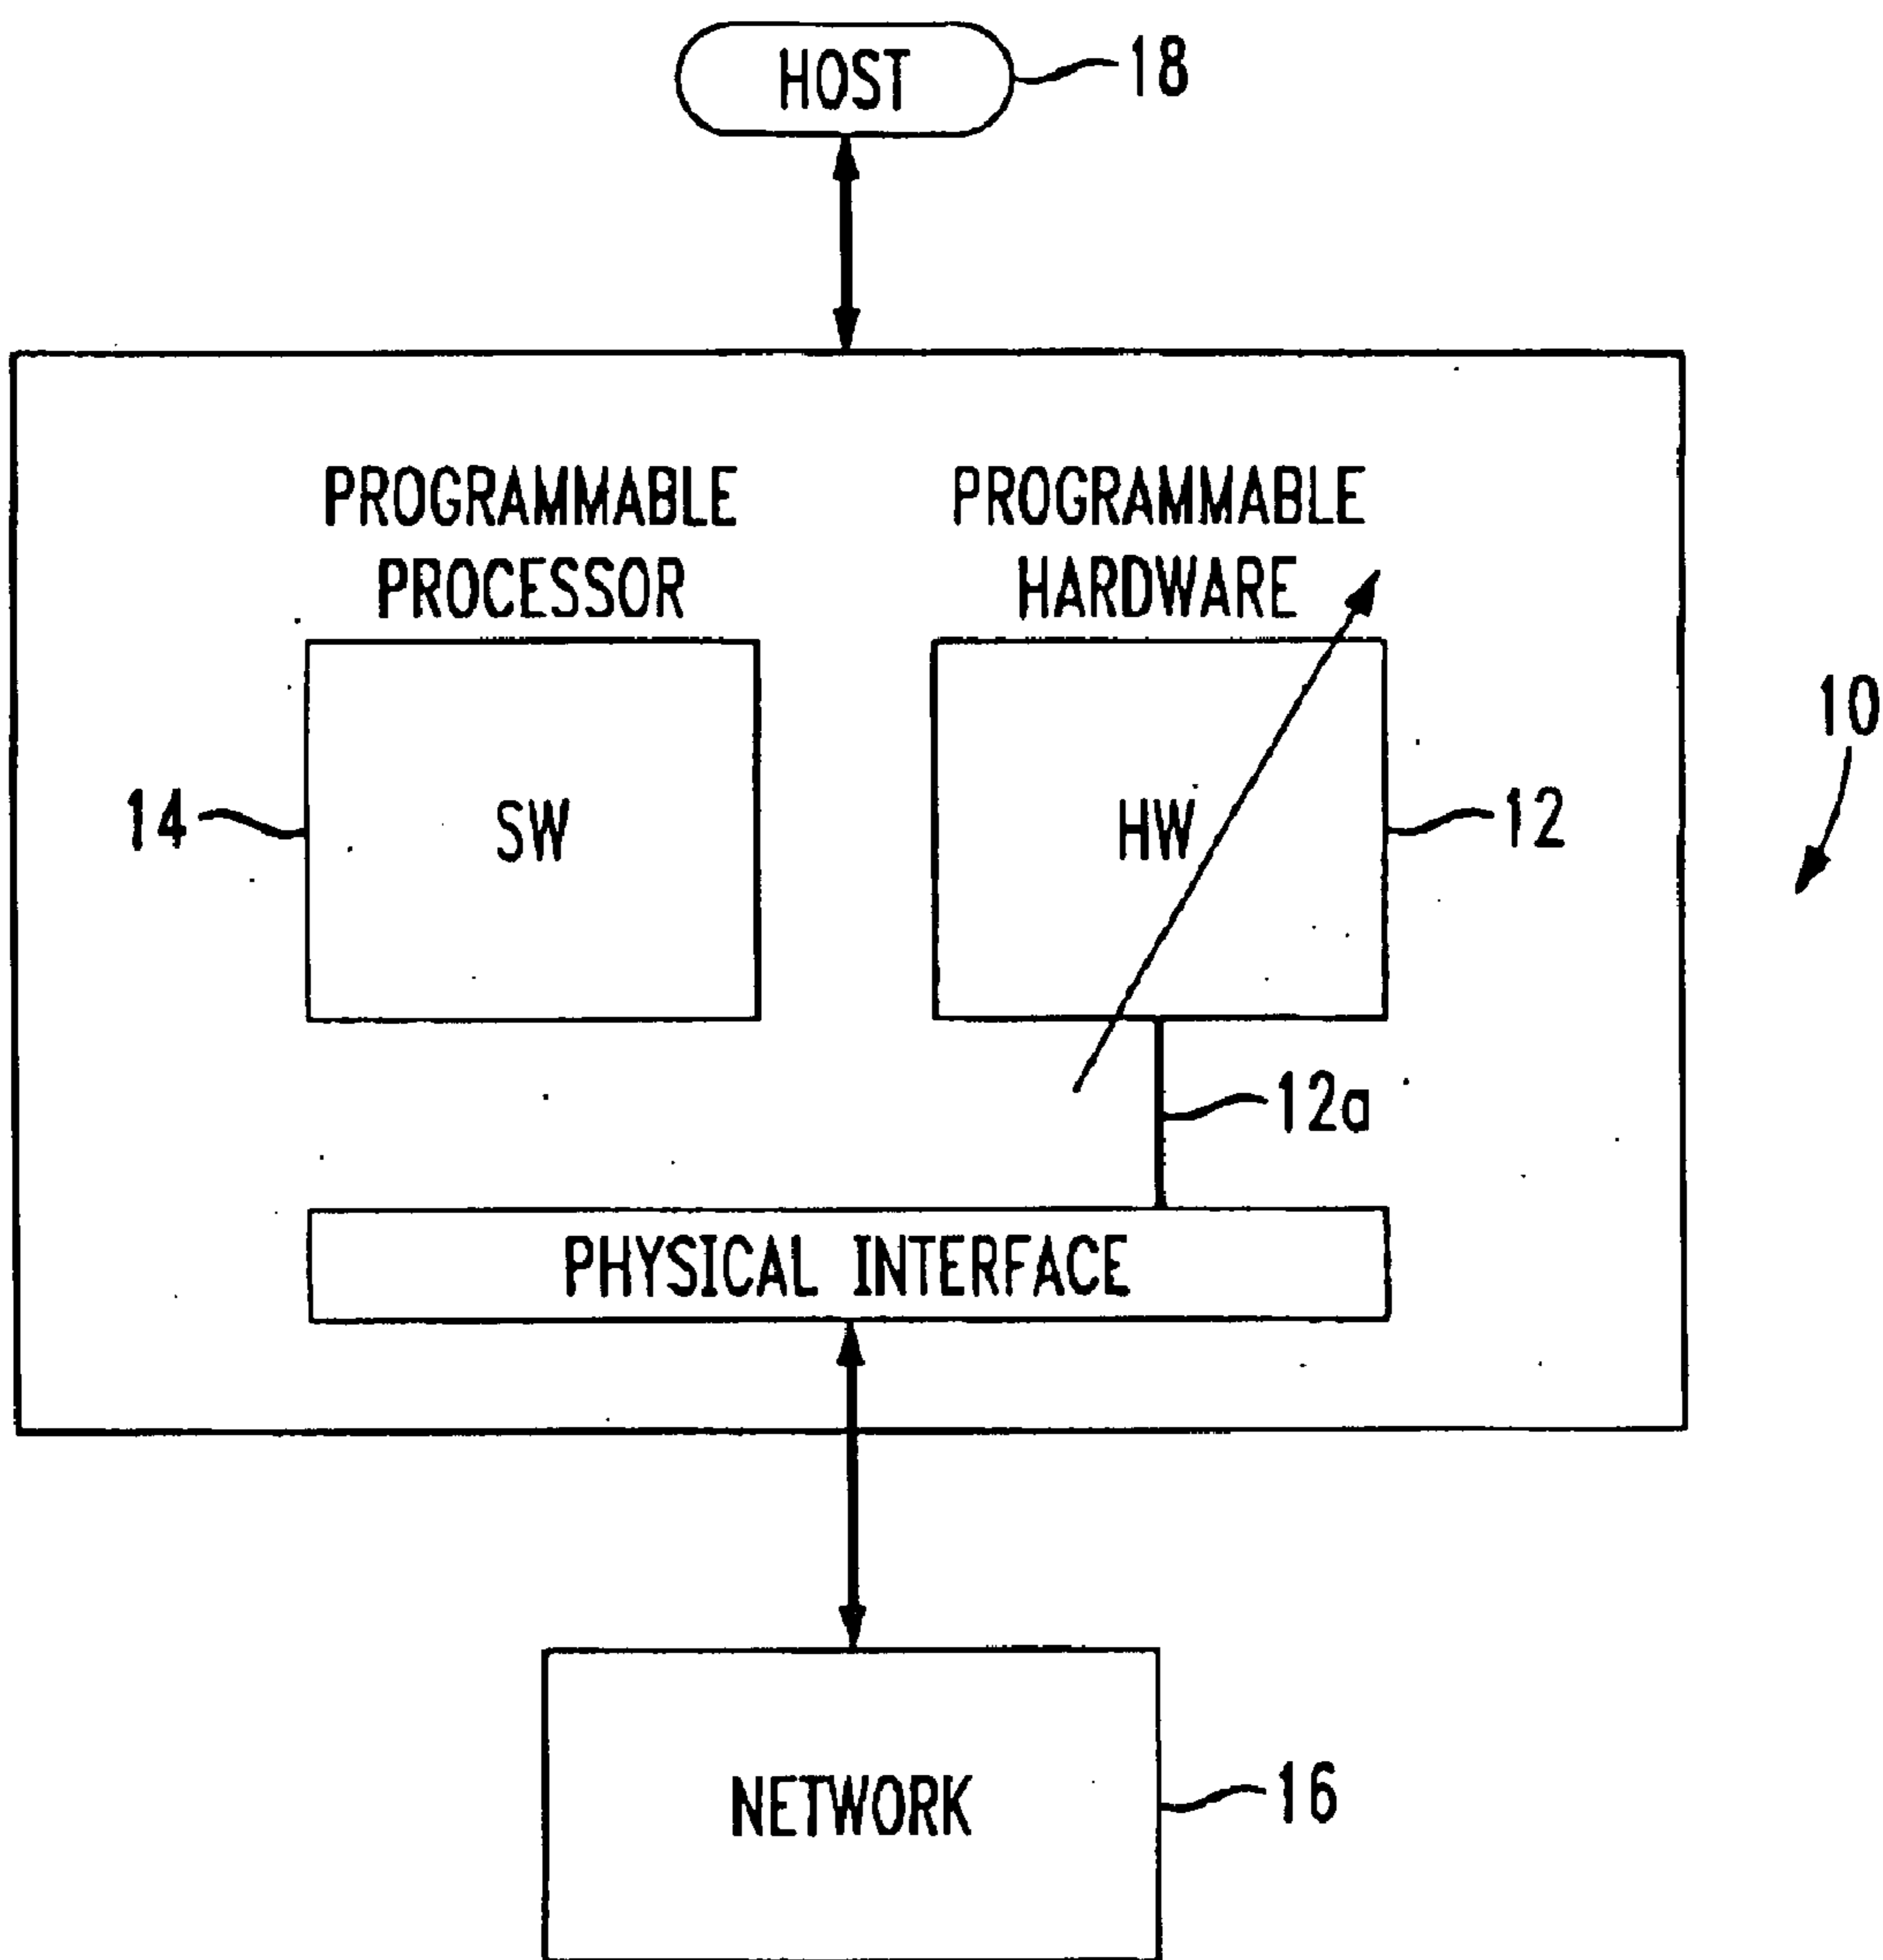 HOST
18
PROGRAMMABLE
PROCESSOR
PROGRAMMABLE
HARDWARE
10
14
SW
HW
12
12a
PHYSICAL INTERFACE
NETWORK
16